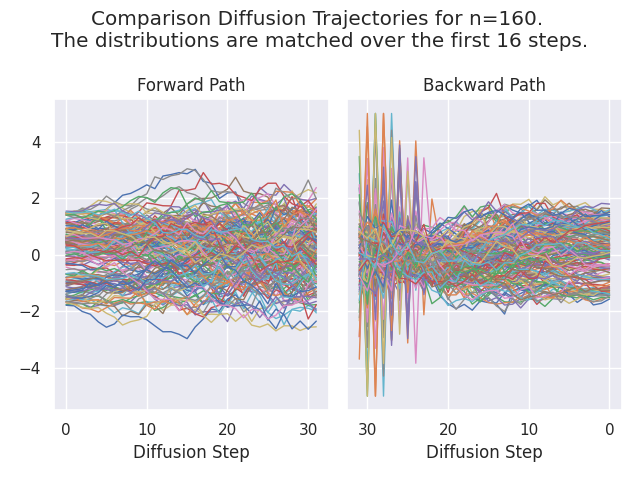 Comparison Diffusion Trajectories for n=160.
The distributions are matched over the first 16 steps.
Forward Path
Backward Path
4
2
0
−2
−4
0 10 20 30
30 20 10 0
Diffusion Step
Diffusion Step